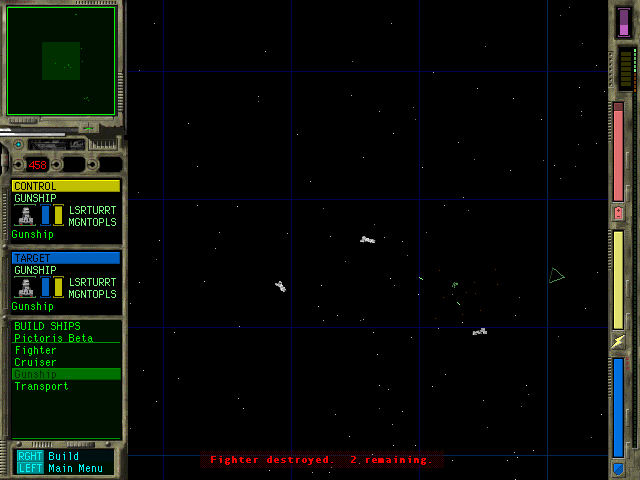 458
CONTROL
GUNSHIP
LSRTURRT
MGNTOPLS
Gunship
TARGET
GUNSHIP
LSRTURRT
MGNTOPLS
Gunship
BUILD SHIPS
Pictoris Beta
Fighter
Cruiser
Gunship
Transport
RGHT Build
LEFT Main Menu
Fighter destroyed. 2 remaining.